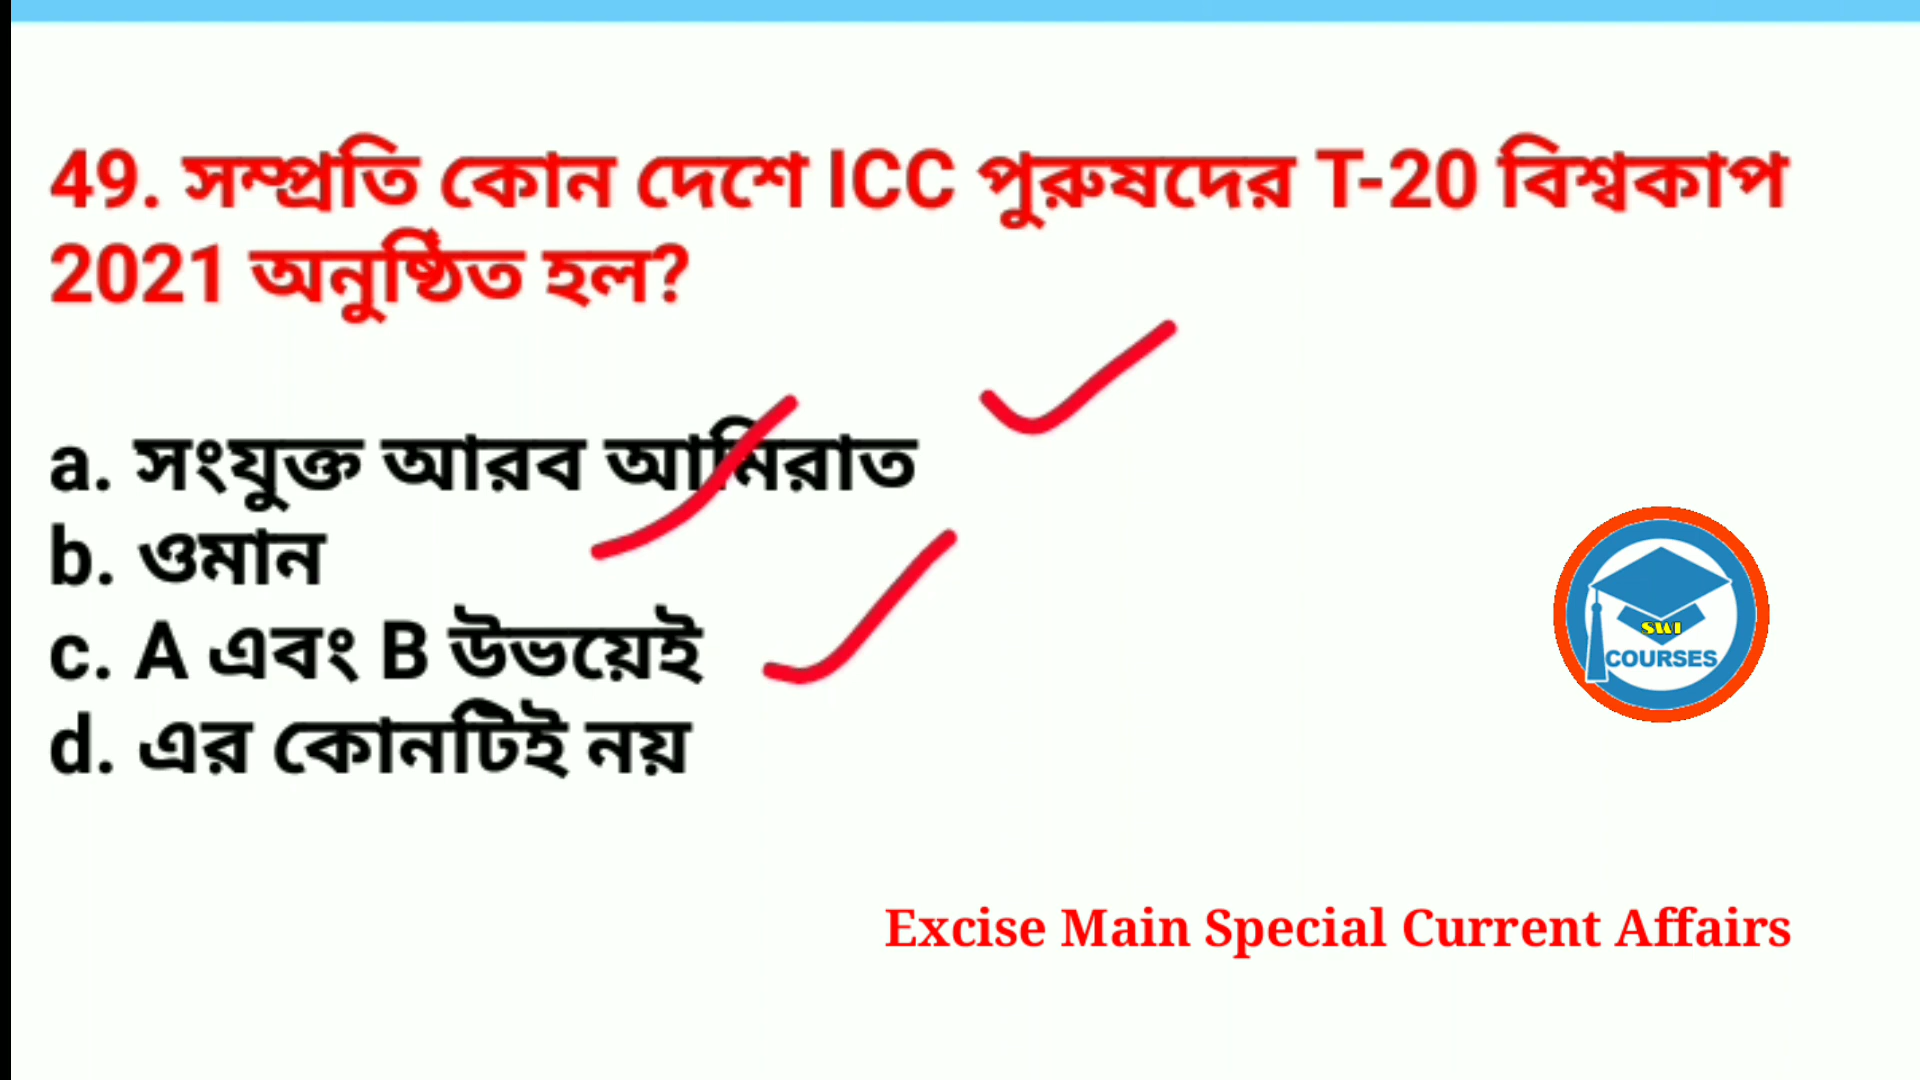 49. সম্প্রতি কোন দেশে ICC পুরুষদের T-20 বিশ্বকাপ
2021 অনুষ্ঠিত হল?
a. সংযুক্ত আরব আমিরাত
b. ওমান
c. A এবং B উভয়েই
d. এর কোনটিই নয়
SWI
COURSES
Excise Main Special Current Affairs